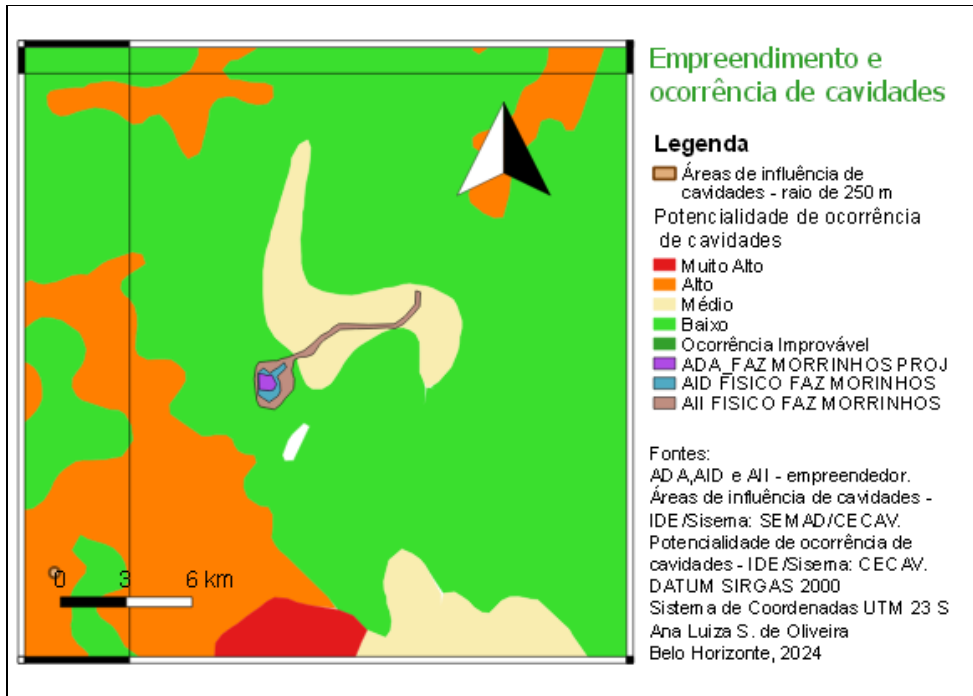 Empreendimento e
ocorrência de cavidades
Legenda
Áreas de influência de
cavidades - raio de 250 m
Potencialidade de ocorrência
de cavidades
Muito Alto
Alto
Médio
Baixo
Ocorrência Improvável
ADA_FAZ MORRINHOS PROJ
AID FISICO FAZ MORINHOS
AII FISICO FAZ MORRINHOS
Fontes:
ADA,AID e AII - empreendedor.
Áreas de influência de cavidades -
IDE/Sisema: SEMAD/CECAV.
Potencialidade de ocorrência de
cavidades - IDE/Sisema: CECAV.
DATUM SIRGAS 2000
Sistema de Coordenadas UTM 23 S
Ana Luiza S. de Oliveira
Belo Horizonte, 2024
0 3 6 km